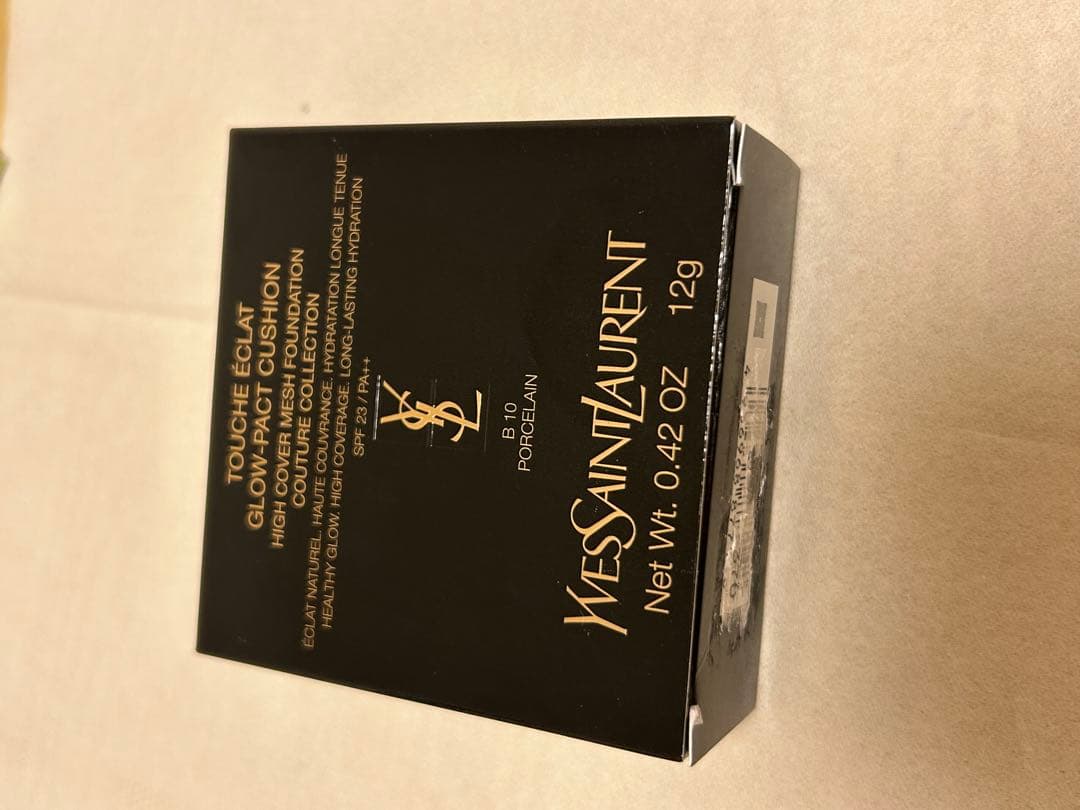 TOUCHE ÉCLAT
GLOW-PACT CUSHION
HIGH COVER MESH FOUNDATION
COUTURE COLLECTION
ÉCLAT NATUREL. HAUTE COUVRANCE. HYDRATATION LONGUE TENUE
HEALTHY GLOW. HIGH COVERAGE. LONG-LASTING HYDRATION
SPF 23 / PA++
YSL
B 10
PORCELAIN
YVESSAINTLAURENT
Net Wt. 0.42 OZ 12g